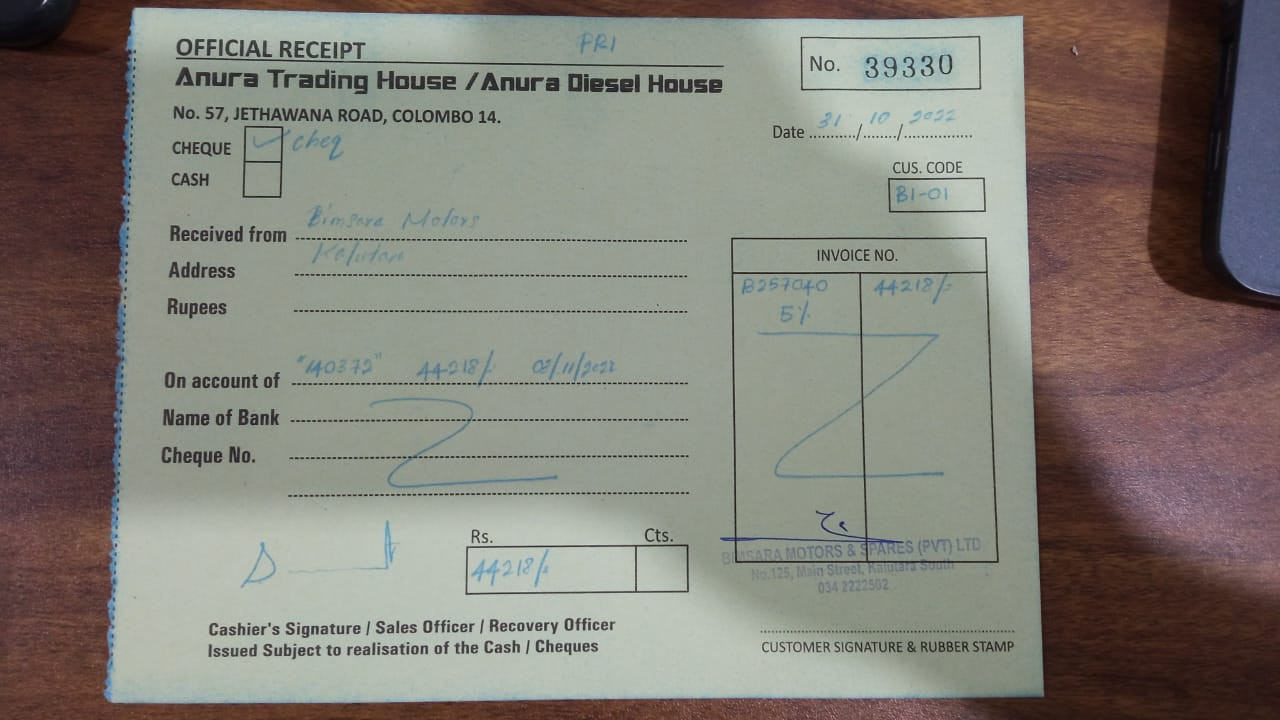 OFFICIAL RECEIPT PRI
Anura Trading House / Anura Diesel House
No. 39330
No. 57, JETHAWANA ROAD, COLOMBO 14.
Date 31/10/2022
CHEQUE ✓ cheq
CASH
CUS. CODE
B1-01
Received from Bimsara Motors
Address Kalutara
Rupees
INVOICE NO.
B257040 44218/-
5%
On account of "140372" 44218/- 02/11/2022
Name of Bank
Cheque No.
Rs. Cts.
44218/-
BIMSARA MOTORS & SPARES (PVT) LTD
No.125, Main Street, Kalutara South
034 2222502
Cashier's Signature / Sales Officer / Recovery Officer
Issued Subject to realisation of the Cash / Cheques
CUSTOMER SIGNATURE & RUBBER STAMP